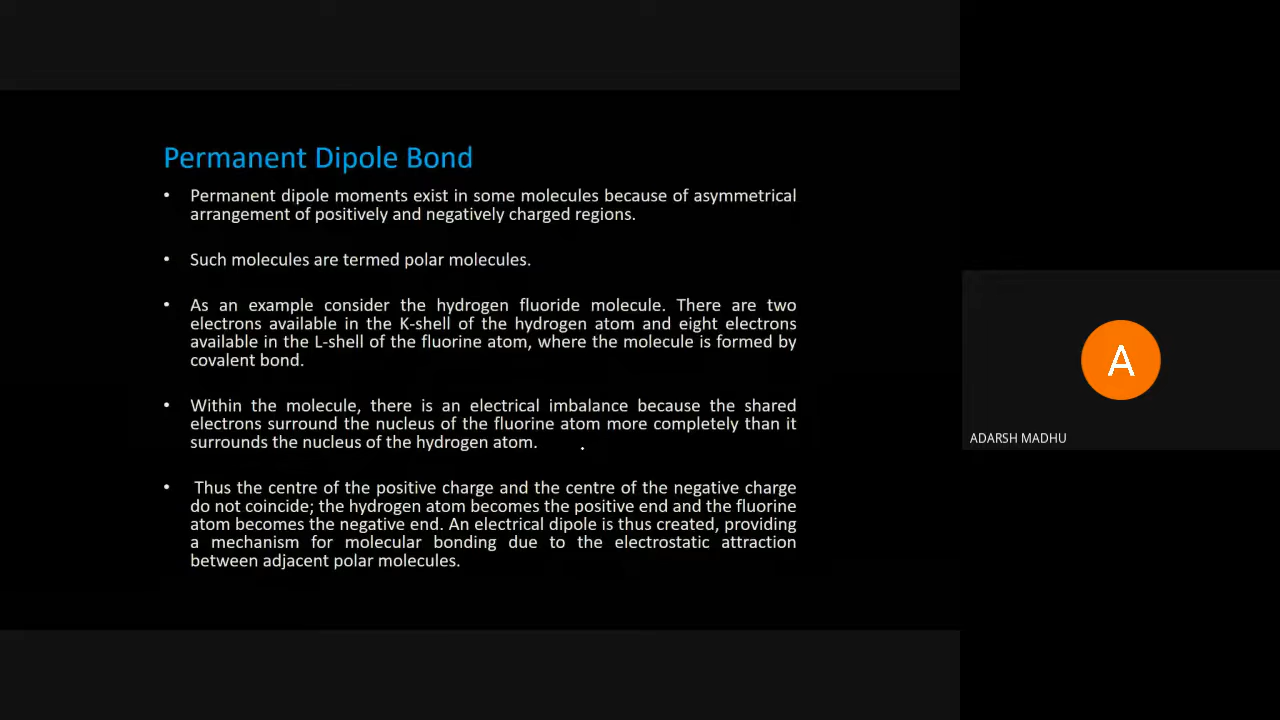 Permanent Dipole Bond
• Permanent dipole moments exist in some molecules because of asymmetrical
arrangement of positively and negatively charged regions.
• Such molecules are termed polar molecules.
• As an example consider the hydrogen fluoride molecule. There are two
electrons available in the K-shell of the hydrogen atom and eight electrons
available in the L-shell of the fluorine atom, where the molecule is formed by
covalent bond.
• Within the molecule, there is an electrical imbalance because the shared
electrons surround the nucleus of the fluorine atom more completely than it
surrounds the nucleus of the hydrogen atom.
• Thus the centre of the positive charge and the centre of the negative charge
do not coincide; the hydrogen atom becomes the positive end and the fluorine
atom becomes the negative end. An electrical dipole is thus created, providing
a mechanism for molecular bonding due to the electrostatic attraction
between adjacent polar molecules.
A
ADARSH MADHU